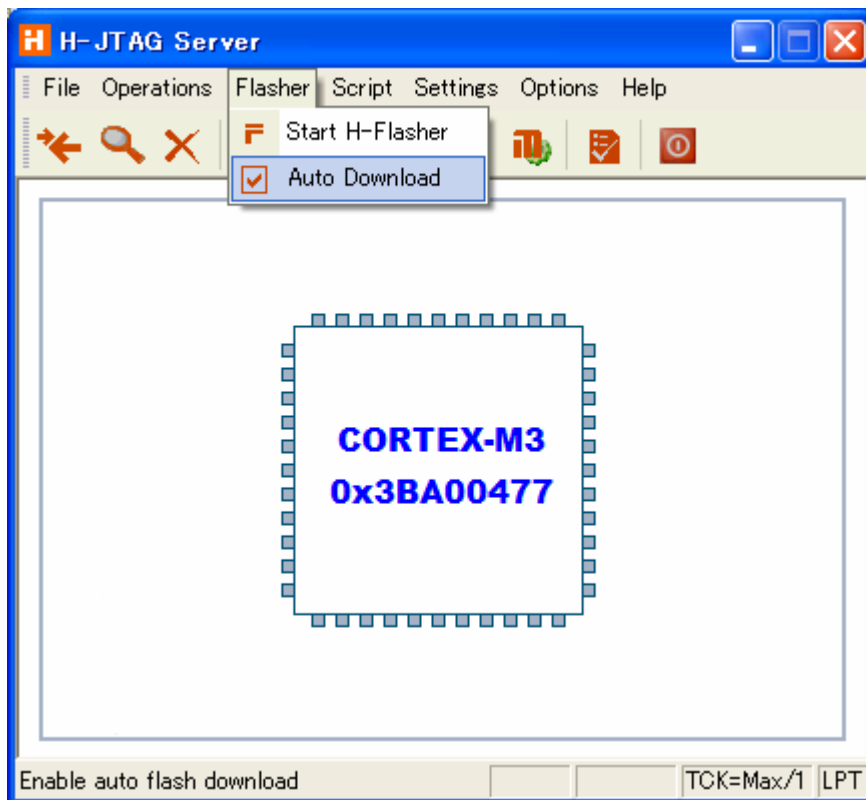 H-JTAG Server
File Operations Flasher Script Settings Options Help
Start H-Flasher
Auto Download
CORTEX-M3
0x3BA00477
Enable auto flash download TCK=Max/1 LPT